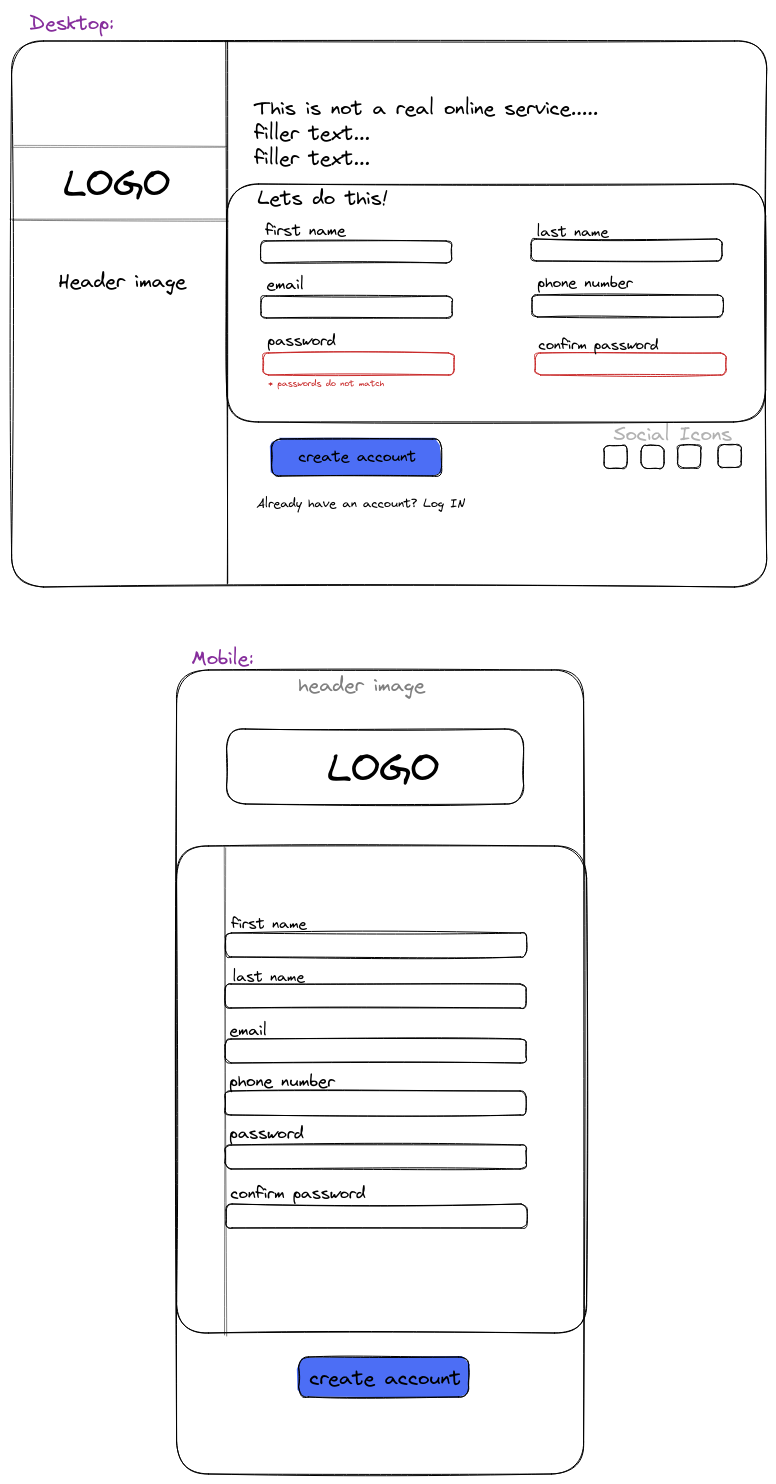 Desktop:
This is not a real online service.....
filler text...
filler text...
LOGO
Header image
Lets do this!
first name
last name
email
phone number
password
confirm password
* passwords do not match
create account
Social Icons
Already have an account? Log IN
Mobile:
header image
LOGO
first name
last name
email
phone number
password
confirm password
create account